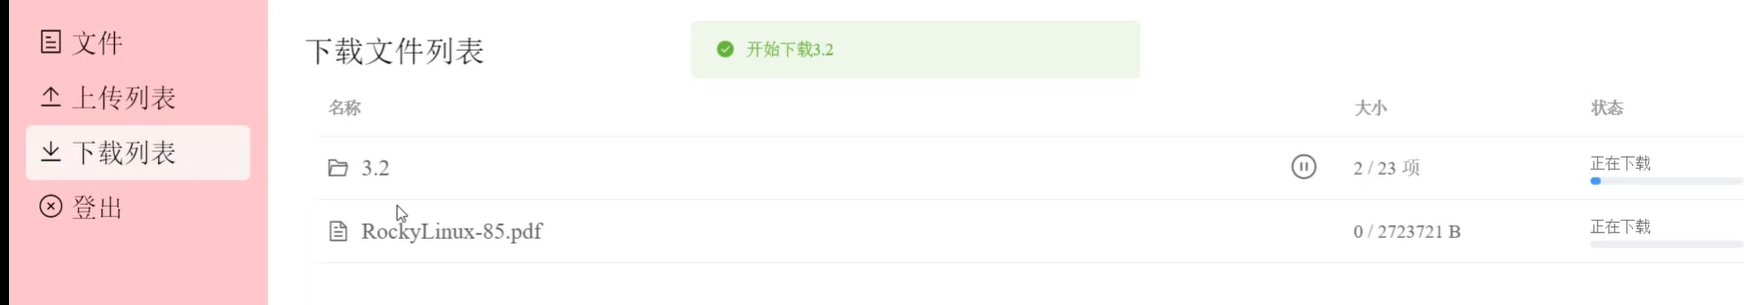 文件
上传列表
下载列表
登出
下载文件列表
开始下载3.2
名称 大小 状态
3.2 2 / 23 项 正在下载
RockyLinux-85.pdf 0 / 2723721 B 正在下载